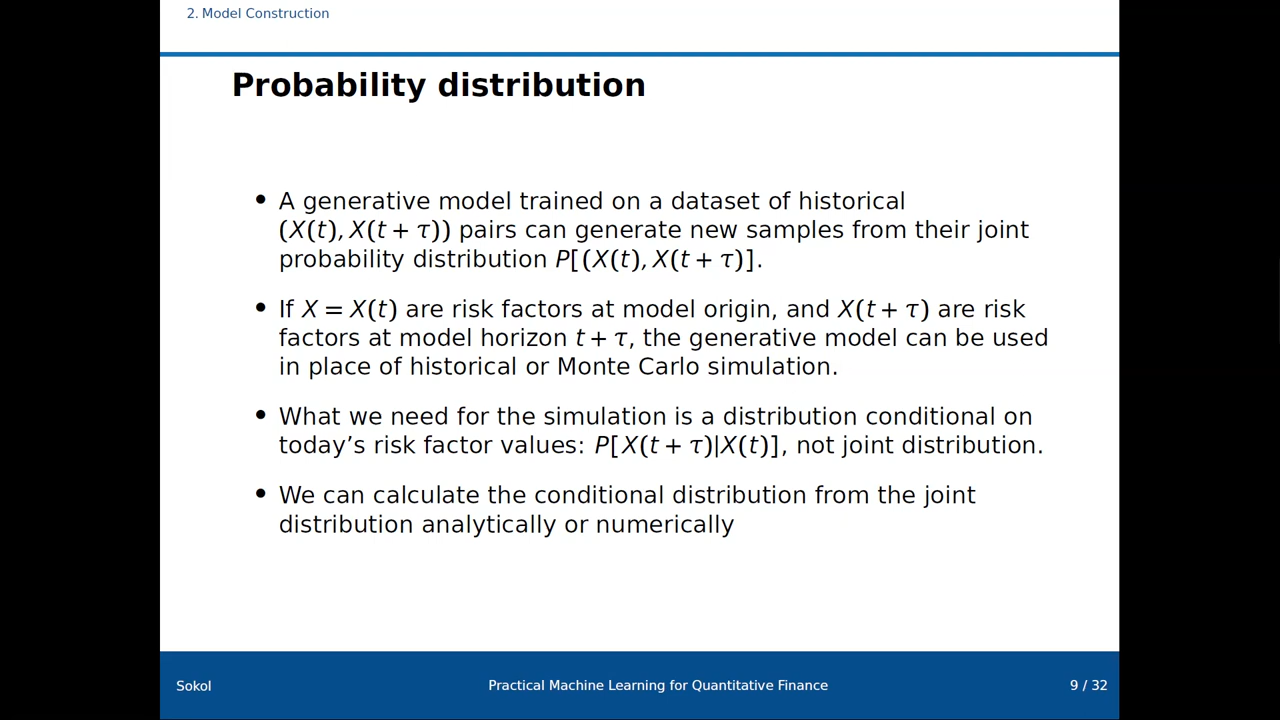 2. Model Construction
Probability distribution
• A generative model trained on a dataset of historical
(X(t), X(t + τ)) pairs can generate new samples from their joint
probability distribution P[(X(t), X(t + τ)].
• If X = X(t) are risk factors at model origin, and X(t + τ) are risk
factors at model horizon t + τ, the generative model can be used
in place of historical or Monte Carlo simulation.
• What we need for the simulation is a distribution conditional on
today’s risk factor values: P[X(t + τ)|X(t)], not joint distribution.
• We can calculate the conditional distribution from the joint
distribution analytically or numerically
Sokol Practical Machine Learning for Quantitative Finance 9 / 32